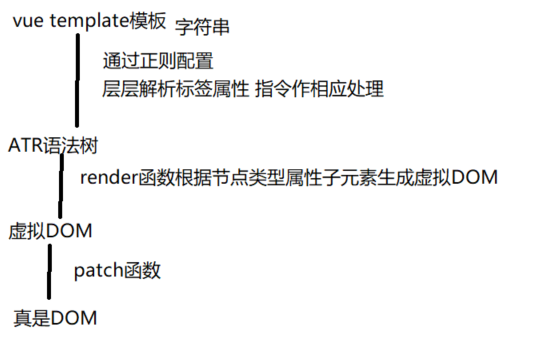 vue template模板 字符串
通过正则配置
层层解析标签属性 指令作相应处理
ATR语法树
render函数根据节点类型属性子元素生成虚拟DOM
虚拟DOM
patch函数
真是DOM